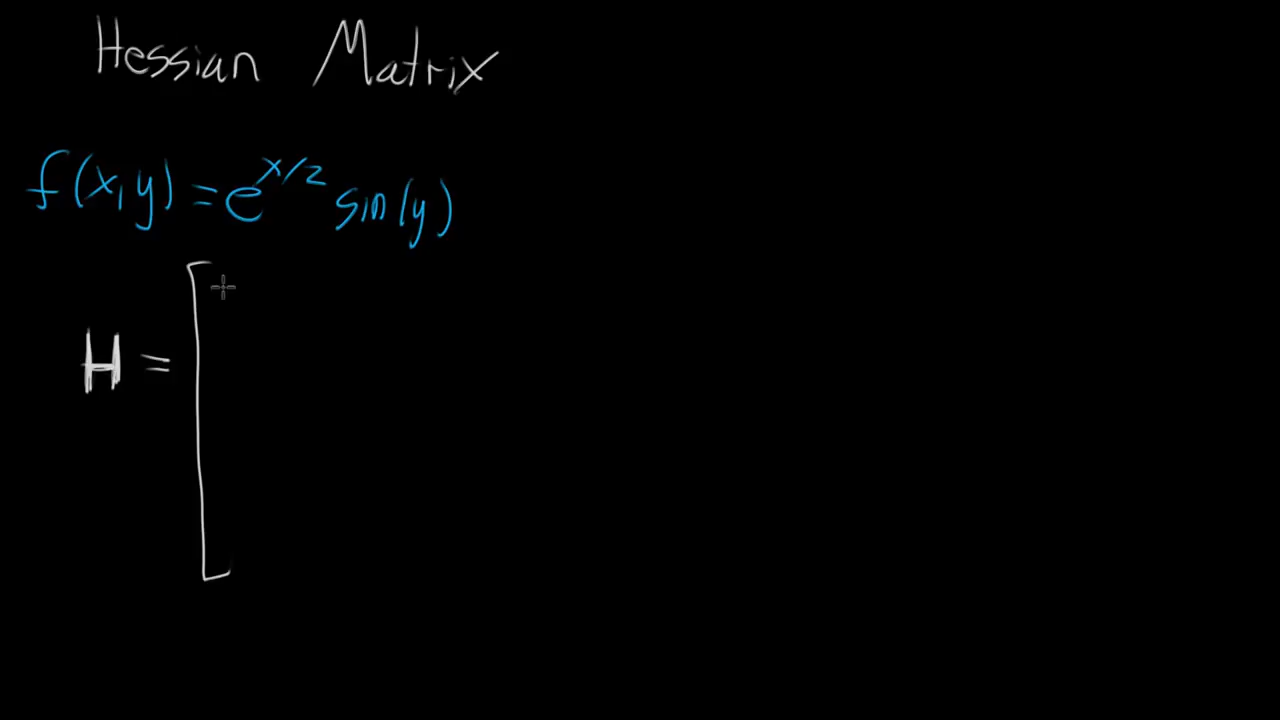 Hessian Matrix
f(x,y) = e^{x/2} sin(y)
H = [